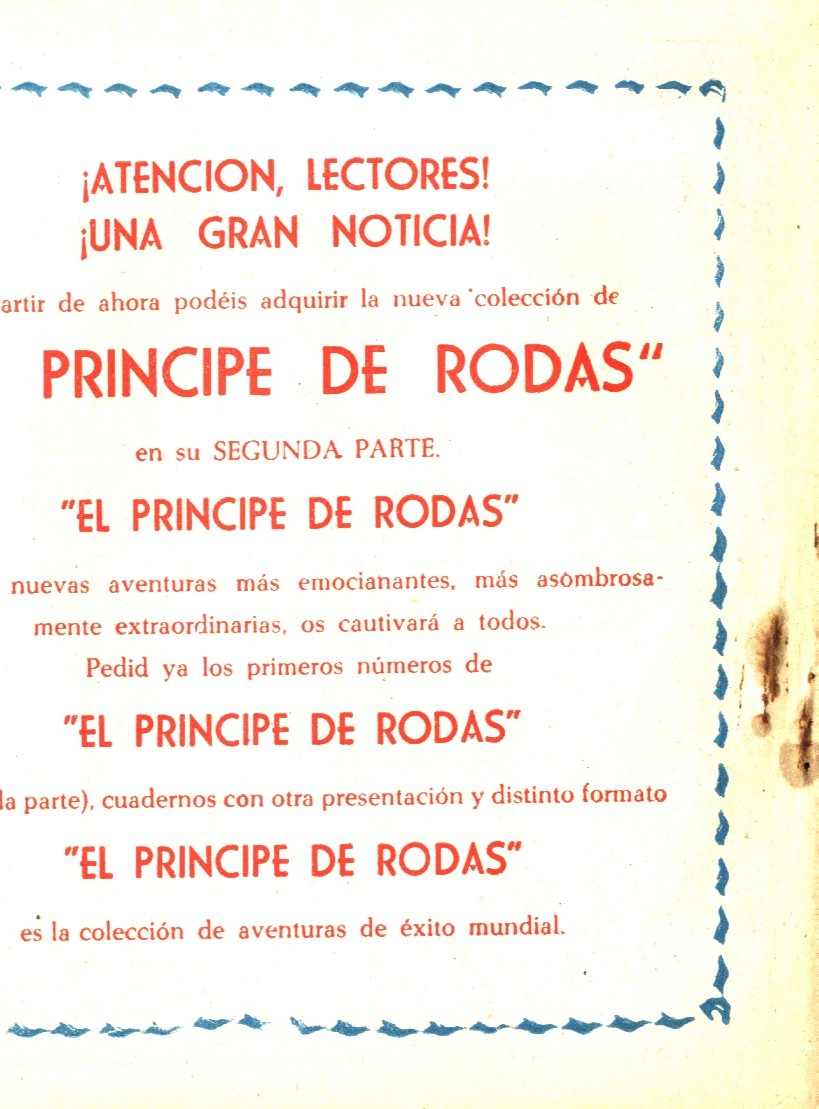 ¡ATENCION, LECTORES!
¡UNA GRAN NOTICIA!
artir de ahora podéis adquirir la nueva colección de
PRINCIPE DE RODAS"
en su SEGUNDA PARTE.
"EL PRINCIPE DE RODAS"
nuevas aventuras más emocianantes, más asombrosa-
mente extraordinarias, os cautivará a todos.
Pedid ya los primeros números de
"EL PRINCIPE DE RODAS"
da parte), cuadernos con otra presentación y distinto formato
"EL PRINCIPE DE RODAS"
es la colección de aventuras de éxito mundial.